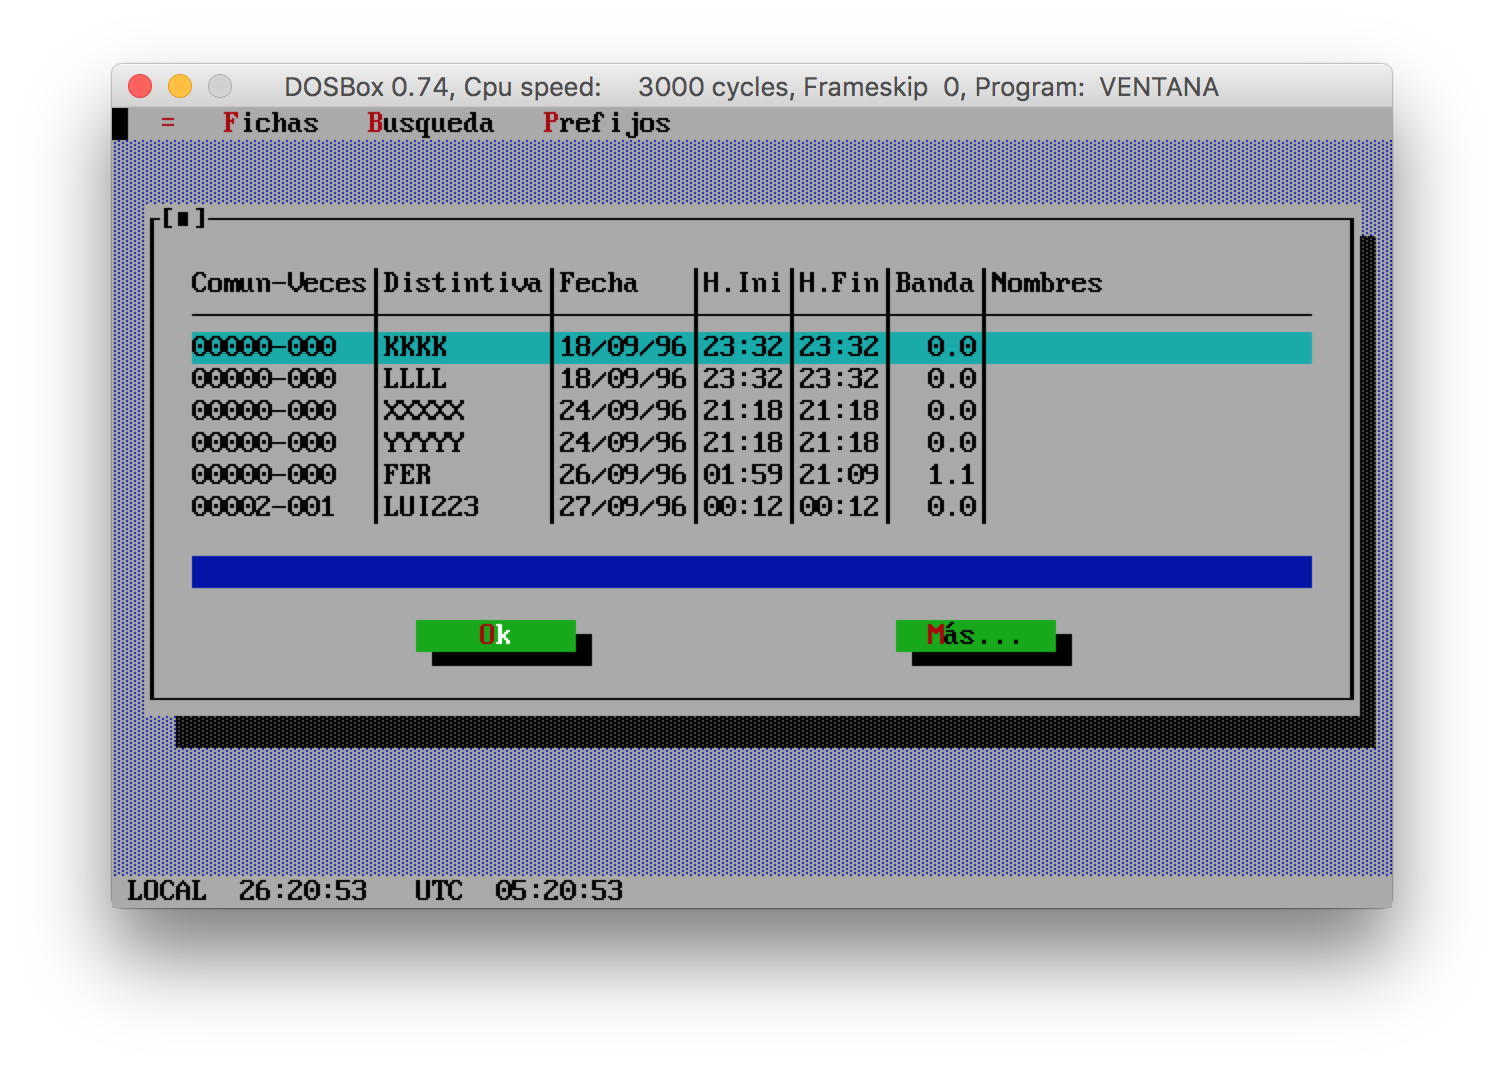 DOSBox 0.74, Cpu speed: 3000 cycles, Frameskip 0, Program: VENTANA
= Fichas Busqueda Prefijos
[■]
Comun-Veces Distintiva Fecha H.Ini H.Fin Banda Nombres
00000-000 KKKK 18/09/96 23:32 23:32 0.0
00000-000 LLLL 18/09/96 23:32 23:32 0.0
00000-000 XXXXX 24/09/96 21:18 21:18 0.0
00000-000 YYYYY 24/09/96 21:18 21:18 0.0
00000-000 FER 26/09/96 01:59 21:09 1.1
00002-001 LUI223 27/09/96 00:12 00:12 0.0
Ok Más...
LOCAL 26:20:53 UTC 05:20:53